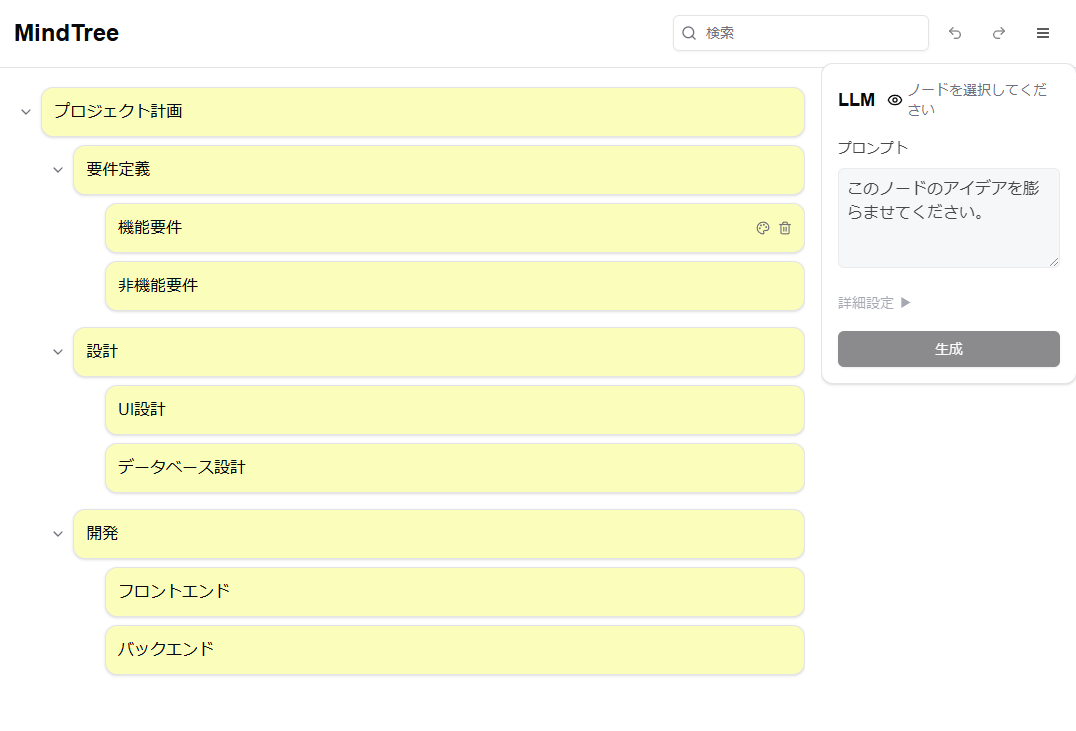 MindTree
検索
プロジェクト計画
要件定義
機能要件
非機能要件
設計
UI設計
データベース設計
開発
フロントエンド
バックエンド
LLM
ノードを選択してくだ
さい
プロンプト
このノードのアイデアを膨
らませてください。
詳細設定 ▶
生成